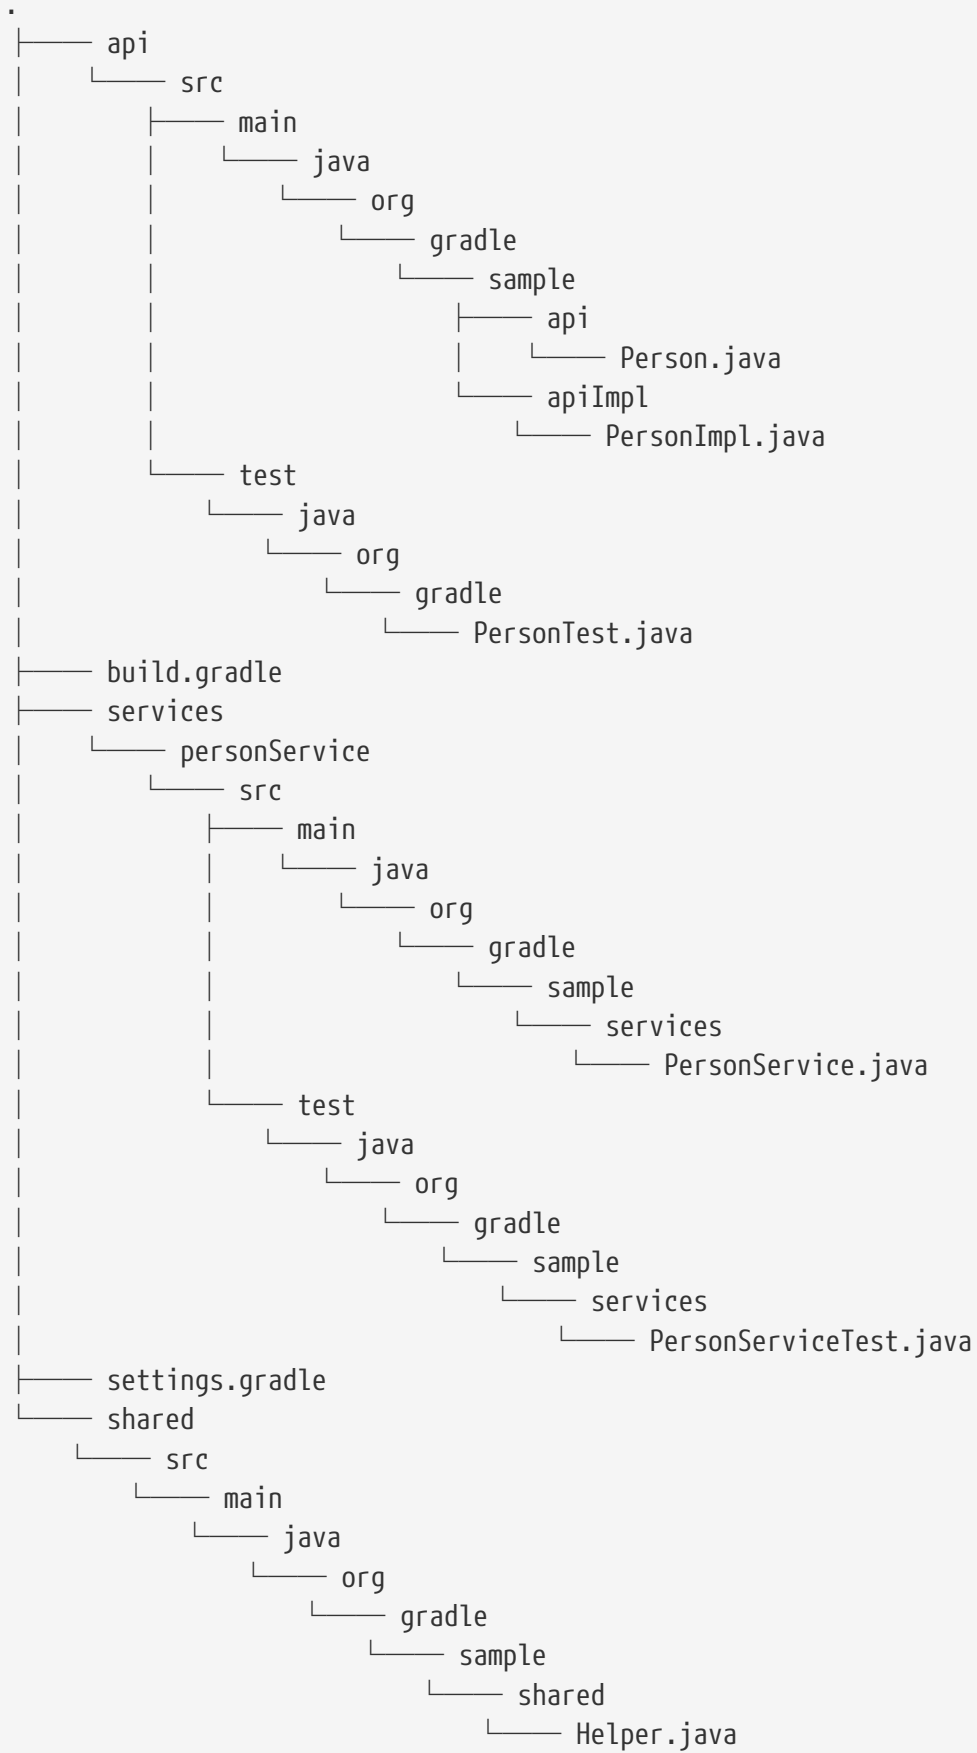 .
├── api
│   └── src
│       ├── main
│       │   └── java
│       │       └── org
│       │           └── gradle
│       │               └── sample
│       │                   ├── api
│       │                   │   └── Person.java
│       │                   └── apiImpl
│       │                       └── PersonImpl.java
│       └── test
│           └── java
│               └── org
│                   └── gradle
│                       └── PersonTest.java
├── build.gradle
├── services
│   └── personService
│       └── src
│           ├── main
│           │   └── java
│           │       └── org
│           │           └── gradle
│           │               └── sample
│           │                   └── services
│           │                       └── PersonService.java
│           └── test
│               └── java
│                   └── org
│                       └── gradle
│                           └── sample
│                               └── services
│                                   └── PersonServiceTest.java
├── settings.gradle
└── shared
    └── src
        └── main
            └── java
                └── org
                    └── gradle
                        └── sample
                            └── shared
                                └── Helper.java